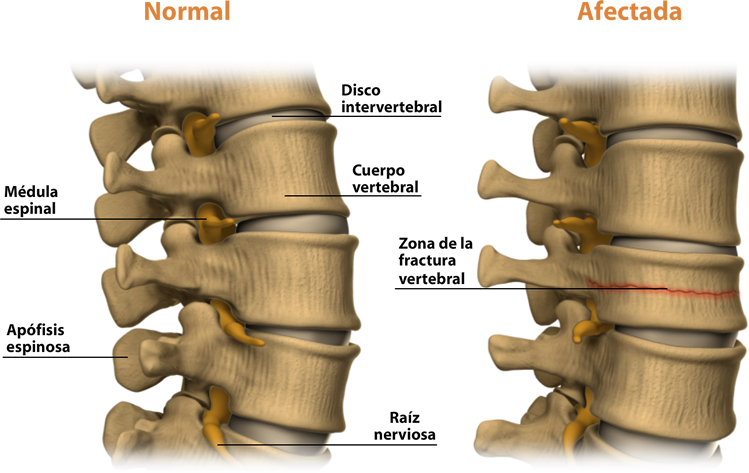 Normal
Afectada
Disco
intervertebral
Cuerpo
vertebral
Médula
espinal
Zona de la
fractura
vertebral
Apófisis
espinosa
Raíz
nerviosa